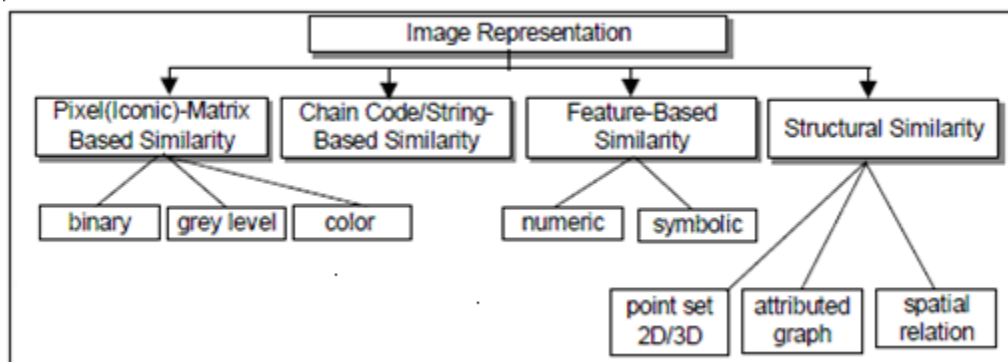 Image Representation
Pixel(Iconic)-Matrix
Based Similarity
Chain Code/String-
Based Similarity
Feature-Based
Similarity
Structural Similarity
binary
grey level
color
numeric
symbolic
point set
2D/3D
attributed
graph
spatial
relation